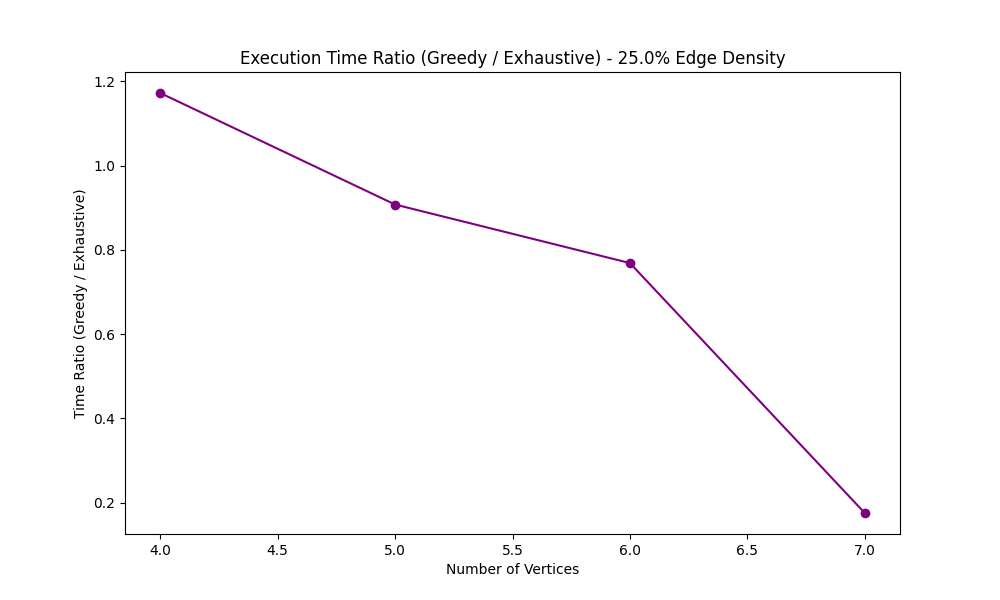 Execution Time Ratio (Greedy / Exhaustive) - 25.0% Edge Density
Time Ratio (Greedy / Exhaustive)
1.2
1.0
0.8
0.6
0.4
0.2
4.0 4.5 5.0 5.5 6.0 6.5 7.0
Number of Vertices